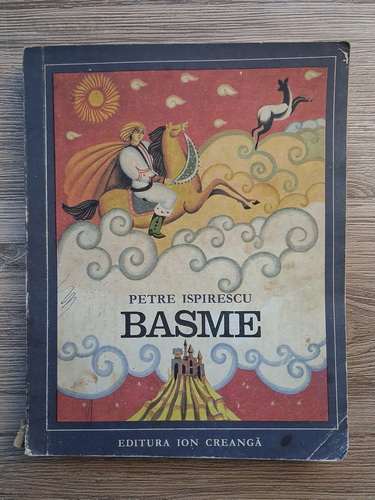 PETRE ISPIRESCU
BASME
EDITURA ION CREANGĂ